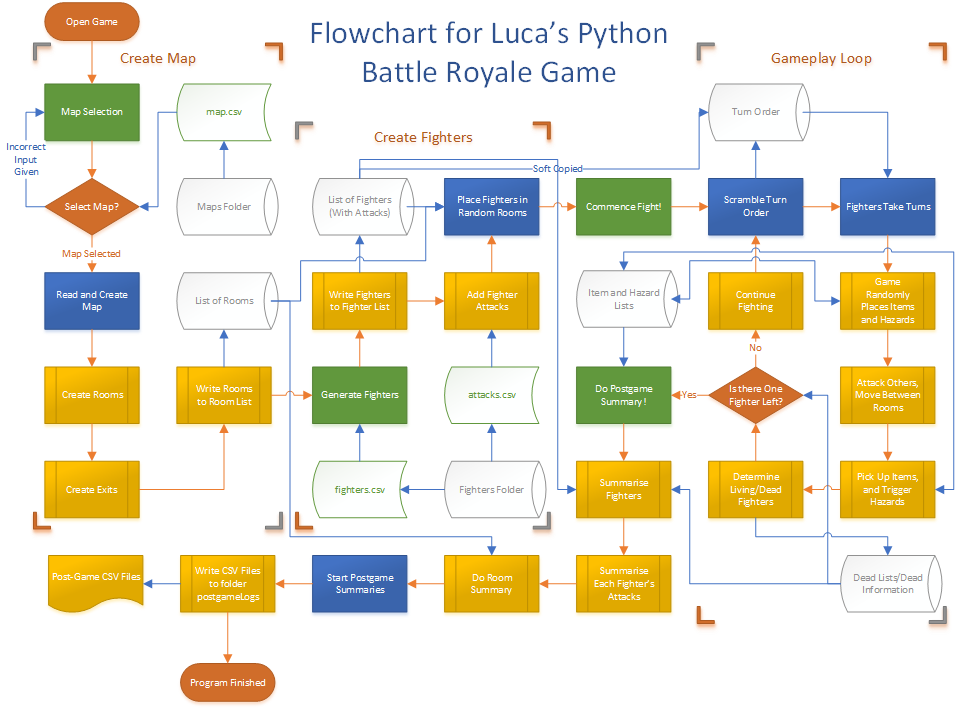 Open Game
Flowchart for Luca's Python
Battle Royale Game
Create Map
Gameplay Loop
Map Selection
map.csv
Turn Order
Create Fighters
Incorrect
Input
Given
Soft Copied
Select Map?
Maps Folder
List of Fighters
(With Attacks)
Place Fighters in
Random Rooms
Commence Fight!
Scramble Turn
Order
Fighters Take Turns
Map Selected
Read and Create
Map
List of Rooms
Write Fighters
to Fighter List
Add Fighter
Attacks
Item and Hazard
Lists
Continue
Fighting
Game
Randomly
Places Items
and Hazards
No
Create Rooms
Write Rooms
to Room List
Generate Fighters
attacks.csv
Do Postgame
Summary!
Yes
Is there One
Fighter Left?
Attack Others,
Move Between
Rooms
Create Exits
fighters.csv
Fighters Folder
Summarise
Fighters
Determine
Living/Dead
Fighters
Pick Up Items,
and Trigger
Hazards
Post-Game CSV Files
Write CSV Files
to folder
postgameLogs
Start Postgame
Summaries
Do Room
Summary
Summarise
Each Fighter's
Attacks
Dead Lists/Dead
Information
Program Finished